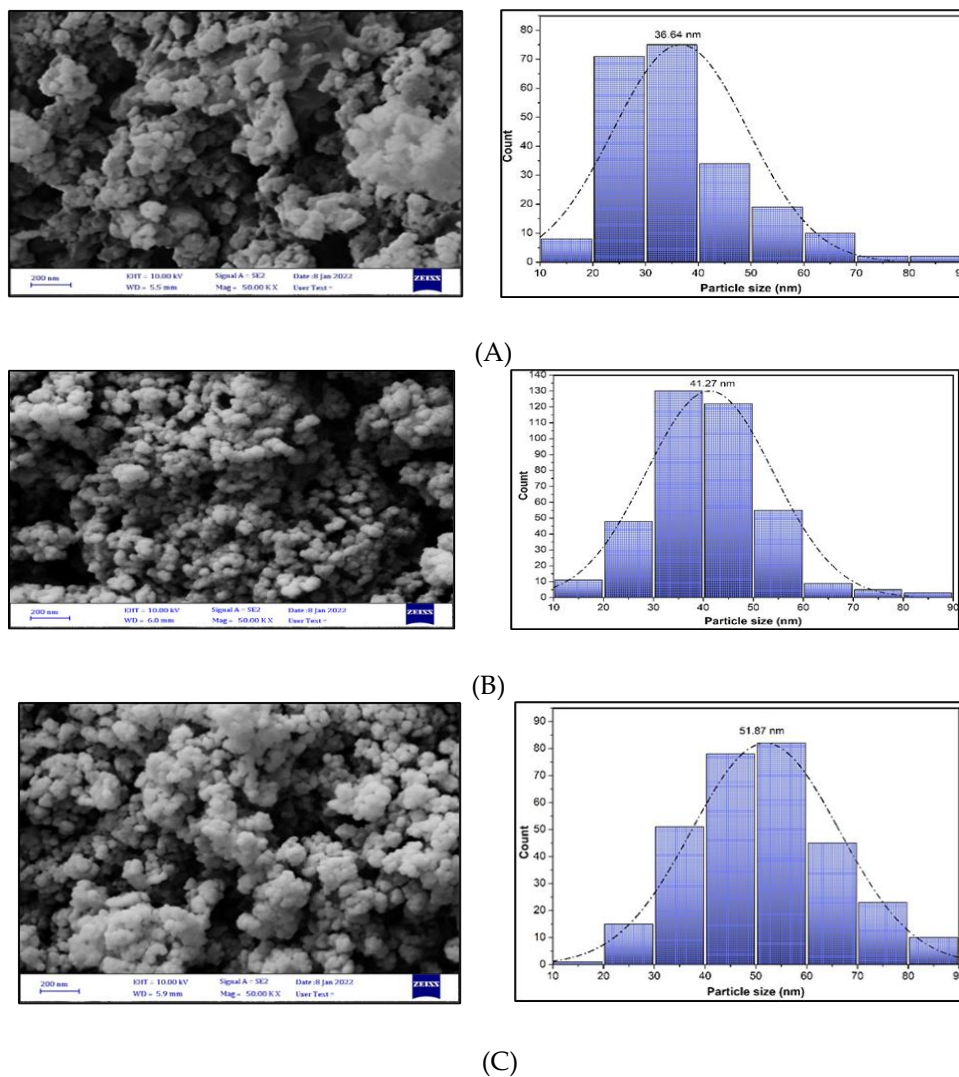 36.64 nm
80
70
60
50
40
30
20
10
0
Count
10 20 30 40 50 60 70 80 90
Particle size (nm)
200 nm
EHT = 10.00 kV Signal A = SE2 Date :8 Jan 2022
WD = 5.5 mm Mag = 50.00 K X User Text =
ZEISS
(A)
41.27 nm
140
130
120
110
100
90
80
70
60
50
40
30
20
10
0
Count
10 20 30 40 50 60 70 80 90
Particle size (nm)
200 nm
EHT = 10.00 kV Signal A = SE2 Date :8 Jan 2022
WD = 6.0 mm Mag = 50.00 K X User Text =
ZEISS
(B)
51.87 nm
90
80
70
60
50
40
30
20
10
0
Count
10 20 30 40 50 60 70 80 90
Particle size (nm)
200 nm
EHT = 10.00 kV Signal A = SE2 Date :8 Jan 2022
WD = 5.9 mm Mag = 50.00 K X User Text =
ZEISS
(C)